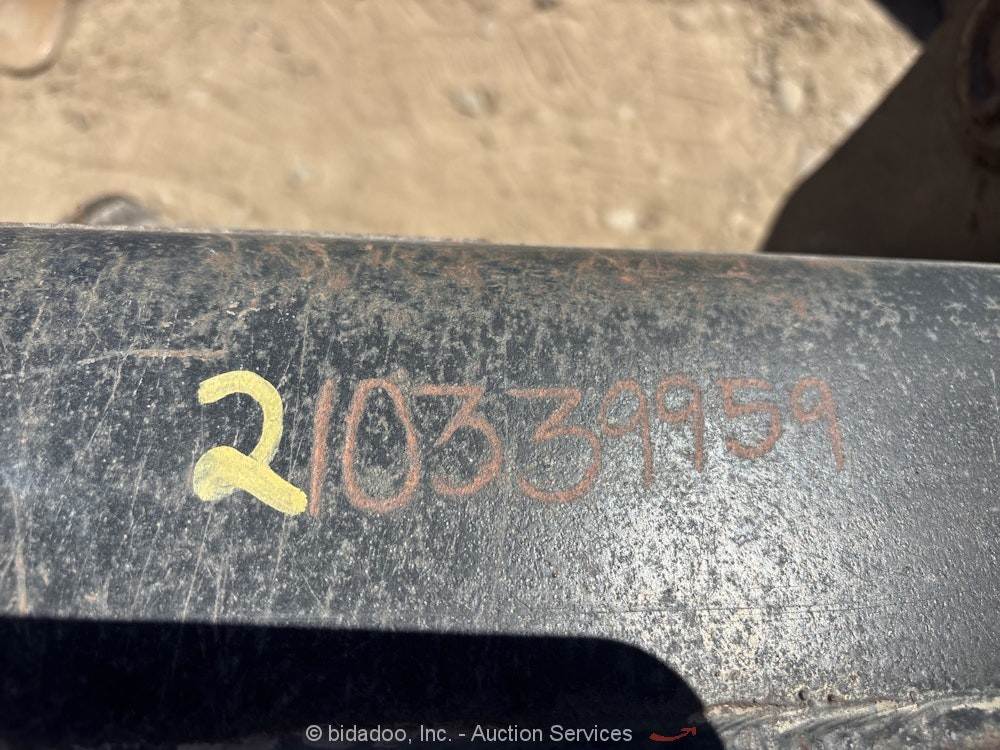 210339959
© bidadoo, Inc. - Auction Services